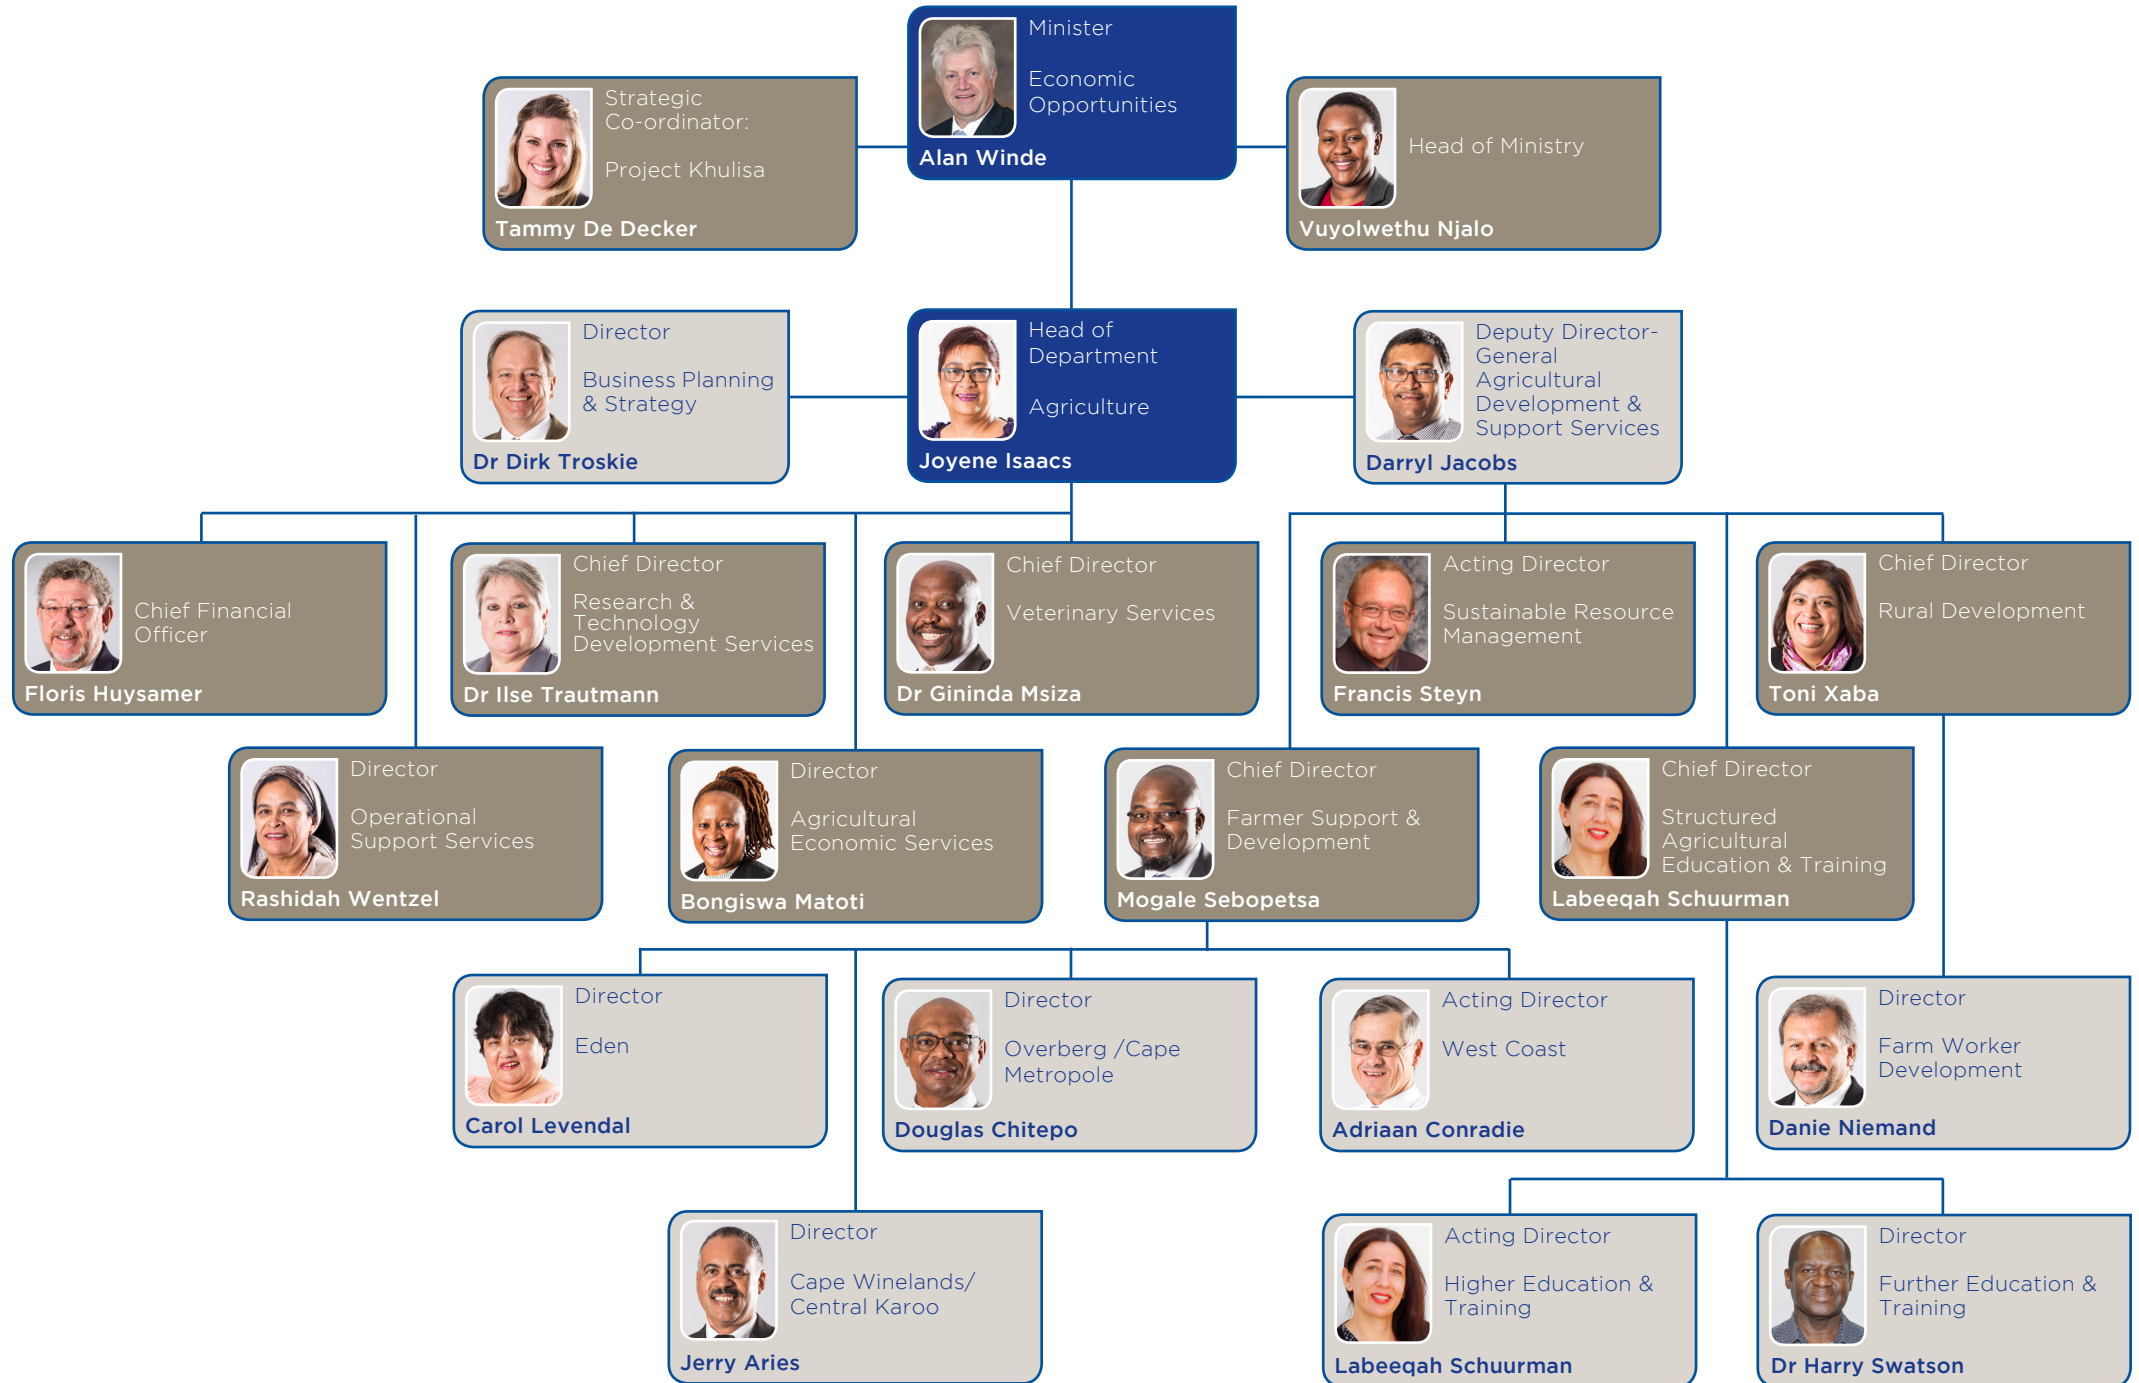 Minister
Economic
Opportunities
Alan Winde
Strategic
Co-ordinator:
Project Khulisa
Tammy De Decker
Head of Ministry
Vuyolwethu Njalo
Director
Business Planning
& Strategy
Dr Dirk Troskie
Head of
Department
Agriculture
Joyene Isaacs
Deputy Director-
General
Agricultural
Development &
Support Services
Darryl Jacobs
Chief Financial
Officer
Floris Huysamer
Chief Director
Research &
Technology
Development Services
Dr Ilse Trautmann
Chief Director
Veterinary Services
Dr Gininda Msiza
Acting Director
Sustainable Resource
Management
Francis Steyn
Chief Director
Rural Development
Toni Xaba
Director
Operational
Support Services
Rashidah Wentzel
Director
Agricultural
Economic Services
Bongiswa Matoti
Chief Director
Farmer Support &
Development
Mogale Sebopetsa
Chief Director
Structured
Agricultural
Education & Training
Labeeqah Schuurman
Director
Eden
Carol Levendal
Director
Overberg /Cape
Metropole
Douglas Chitepo
Acting Director
West Coast
Adriaan Conradie
Director
Farm Worker
Development
Danie Niemand
Director
Cape Winelands/
Central Karoo
Jerry Aries
Acting Director
Higher Education &
Training
Labeeqah Schuurman
Director
Further Education &
Training
Dr Harry Swatson